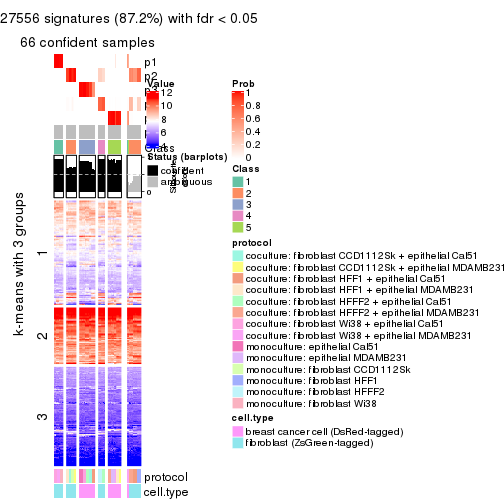 27556 signatures (87.2%) with fdr < 0.05
66 confident samples
p1
p2
Value
12
10
8
6
Class
Status (barplots)
confident
ambiguous
0
k-means with 3 groups
1
2
3
protocol
cell.type
Prob
1
0.8
0.6
0.4
0.2
0
Class
1
2
3
4
5
protocol
coculture: fibroblast CCD1112Sk + epithelial Cal51
coculture: fibroblast CCD1112Sk + epithelial MDAMB231
coculture: fibroblast HFF1 + epithelial Cal51
coculture: fibroblast HFF1 + epithelial MDAMB231
coculture: fibroblast HFFF2 + epithelial Cal51
coculture: fibroblast HFFF2 + epithelial MDAMB231
coculture: fibroblast Wi38 + epithelial Cal51
coculture: fibroblast Wi38 + epithelial MDAMB231
monoculture: epithelial Cal51
monoculture: epithelial MDAMB231
monoculture: fibroblast CCD1112Sk
monoculture: fibroblast HFF1
monoculture: fibroblast HFFF2
monoculture: fibroblast Wi38
cell.type
breast cancer cell (DsRed-tagged)
fibroblast (ZsGreen-tagged)